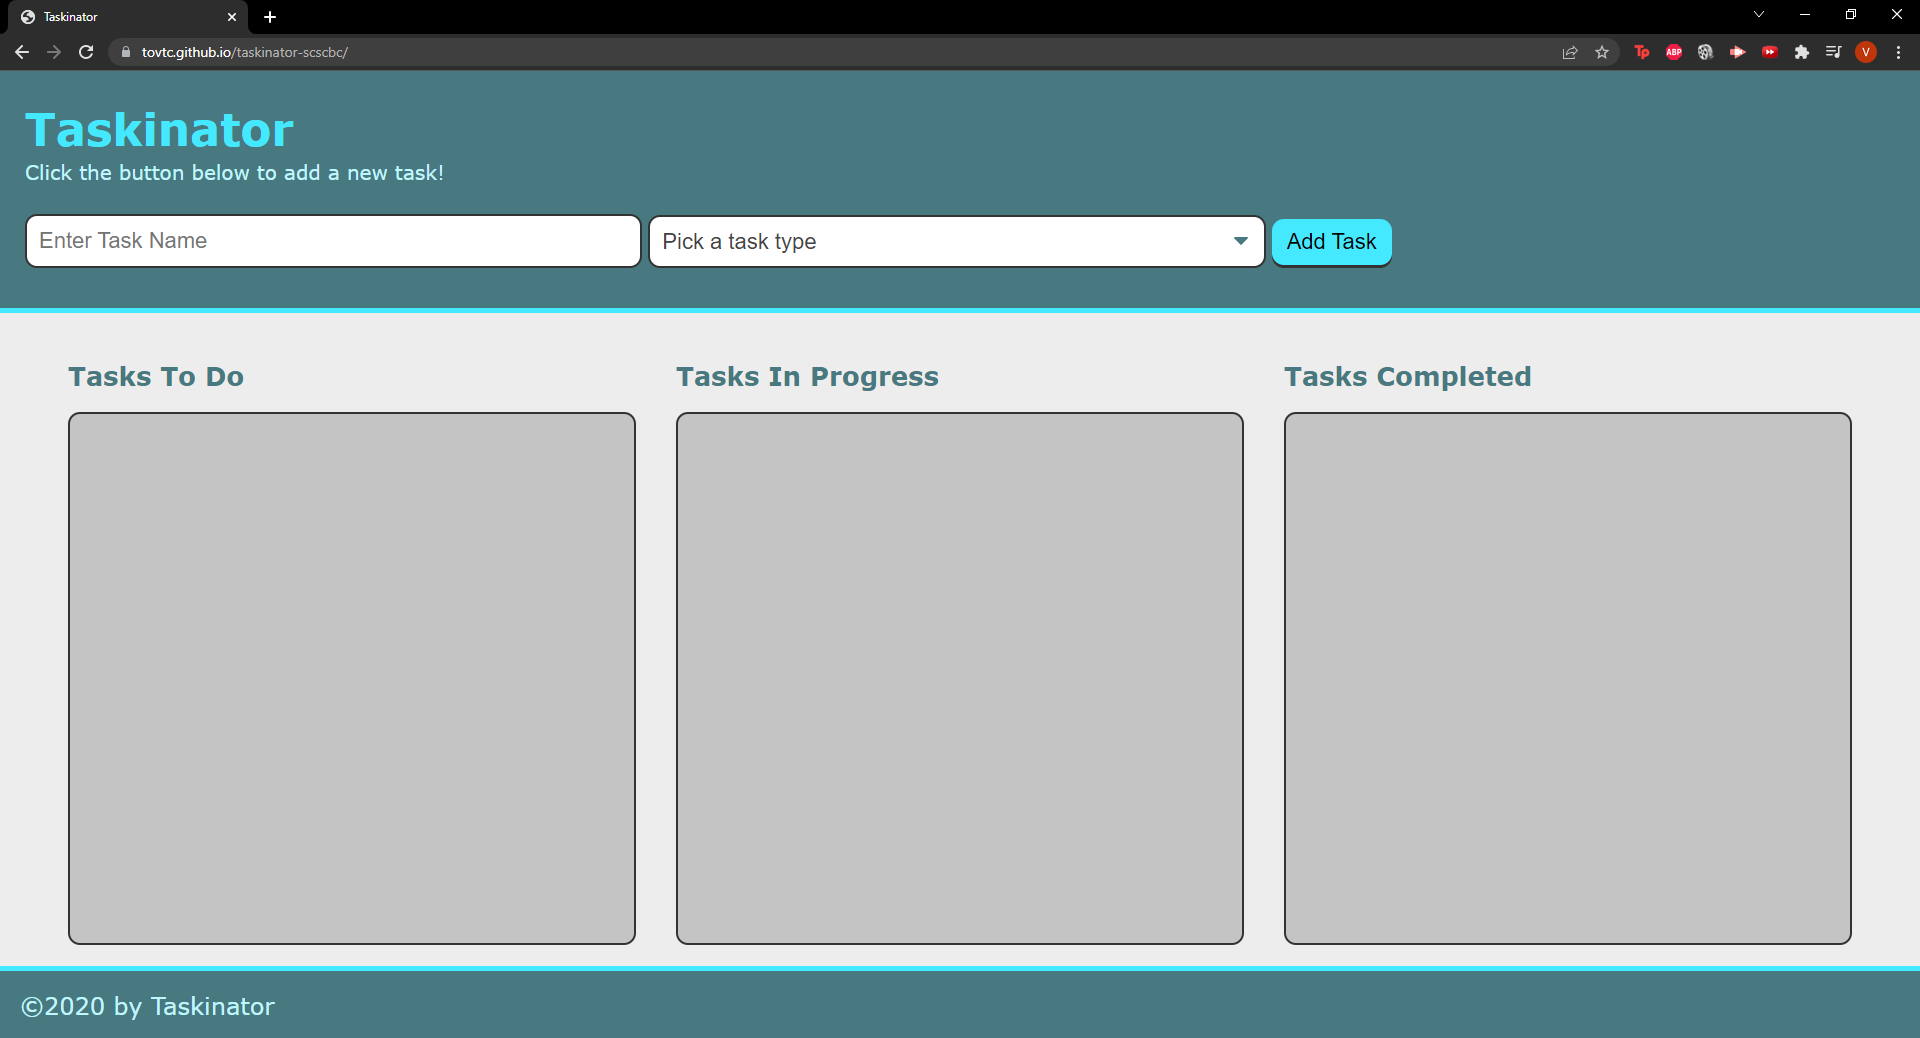 Taskinator
tovtc.github.io/taskinator-scscbc/
Tp
ABP
V
Taskinator
Click the button below to add a new task!
Enter Task Name
Pick a task type
Add Task
Tasks To Do
Tasks In Progress
Tasks Completed
©2020 by Taskinator